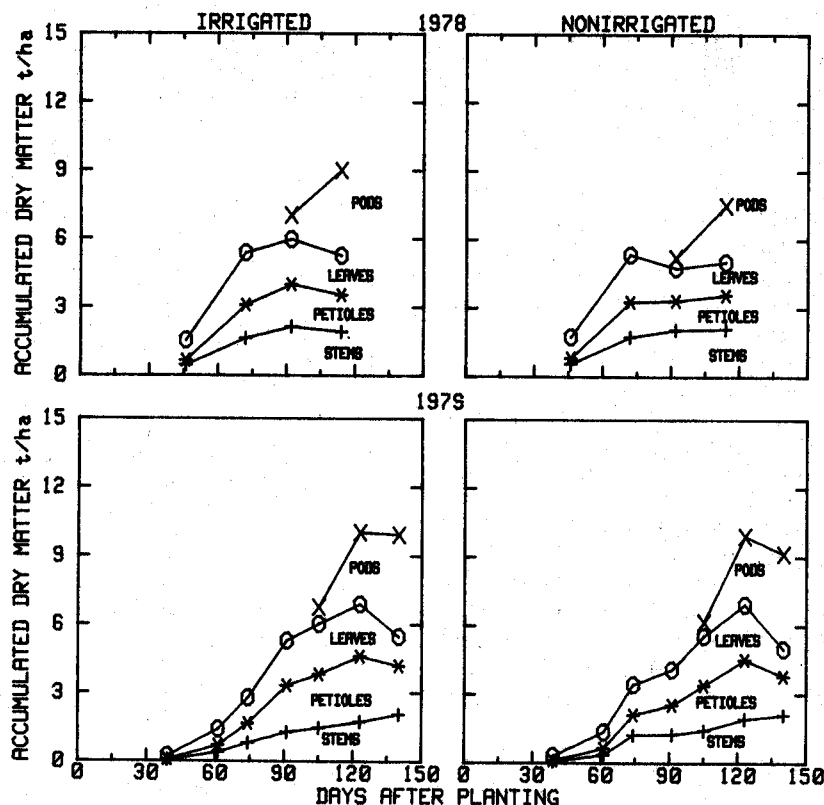 IRRIGATED 1978 NONIRRIGATED
ACCUMULATED DRY MATTER t/ha
15
12
9
6
3
0
PODS
LEAVES
PETIOLES
STEMS
PODS
LEAVES
PETIOLES
STEMS
1979
ACCUMULATED DRY MATTER t/ha
15
12
9
6
3
0
PODS
LEAVES
PETIOLES
STEMS
PODS
LEAVES
PETIOLES
STEMS
0 30 60 90 120 150 0 30 60 90 120 150
DAYS AFTER PLANTING